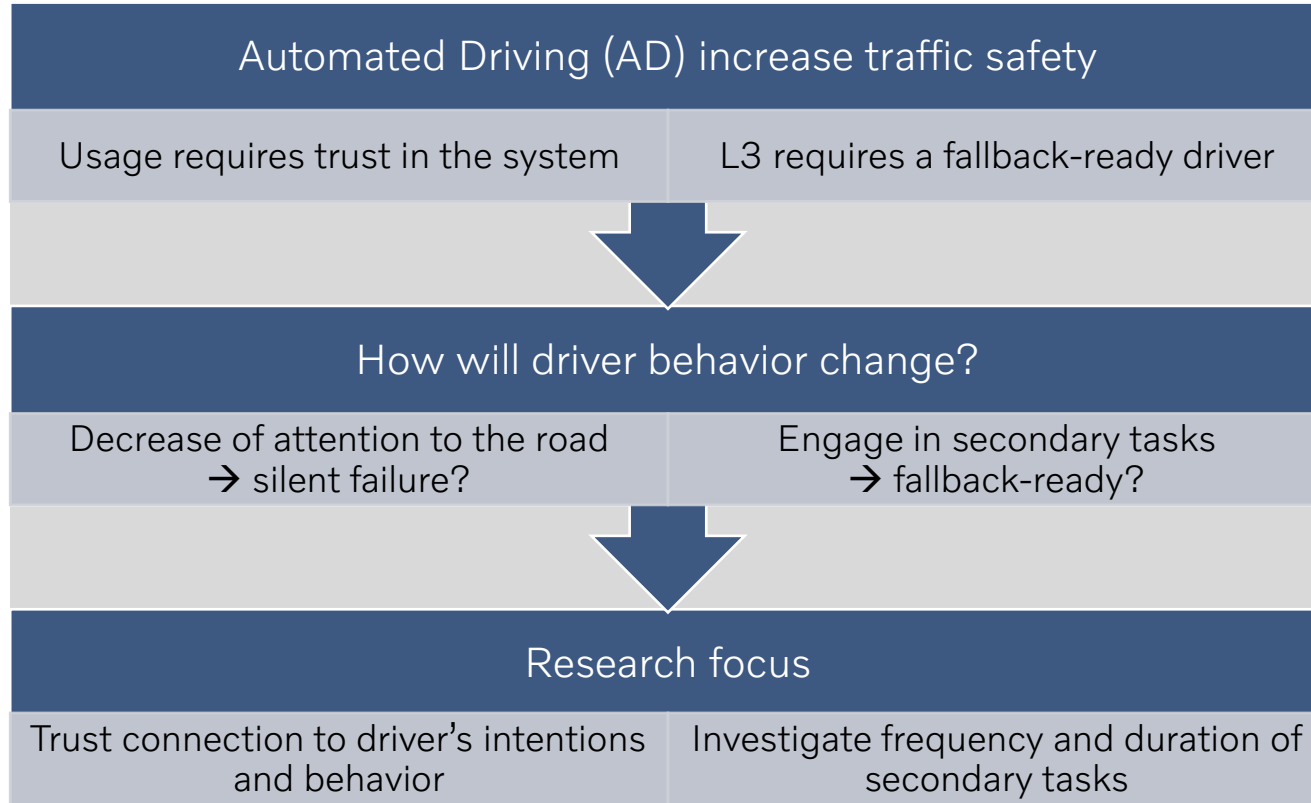 Automated Driving (AD) increase traffic safety
Usage requires trust in the system
L3 requires a fallback-ready driver
How will driver behavior change?
Decrease of attention to the road
→ silent failure?
Engage in secondary tasks
→ fallback-ready?
Research focus
Trust connection to driver’s intentions
and behavior
Investigate frequency and duration of
secondary tasks